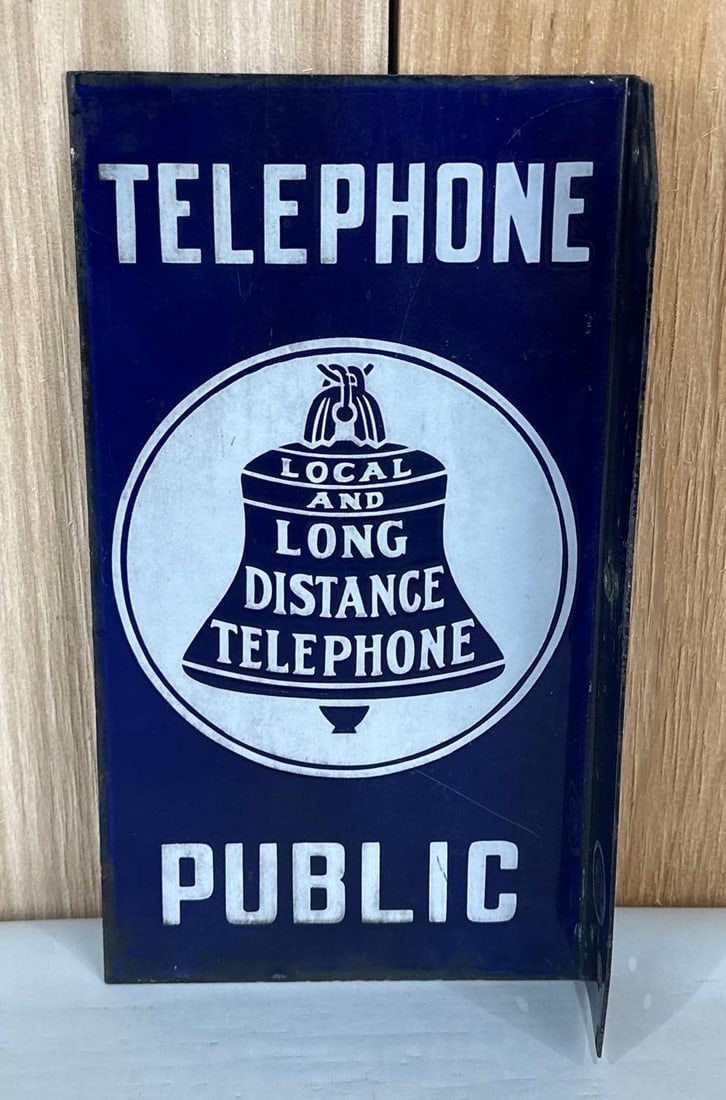 TELEPHONE
LOCAL
AND
LONG
DISTANCE
TELEPHONE
PUBLIC